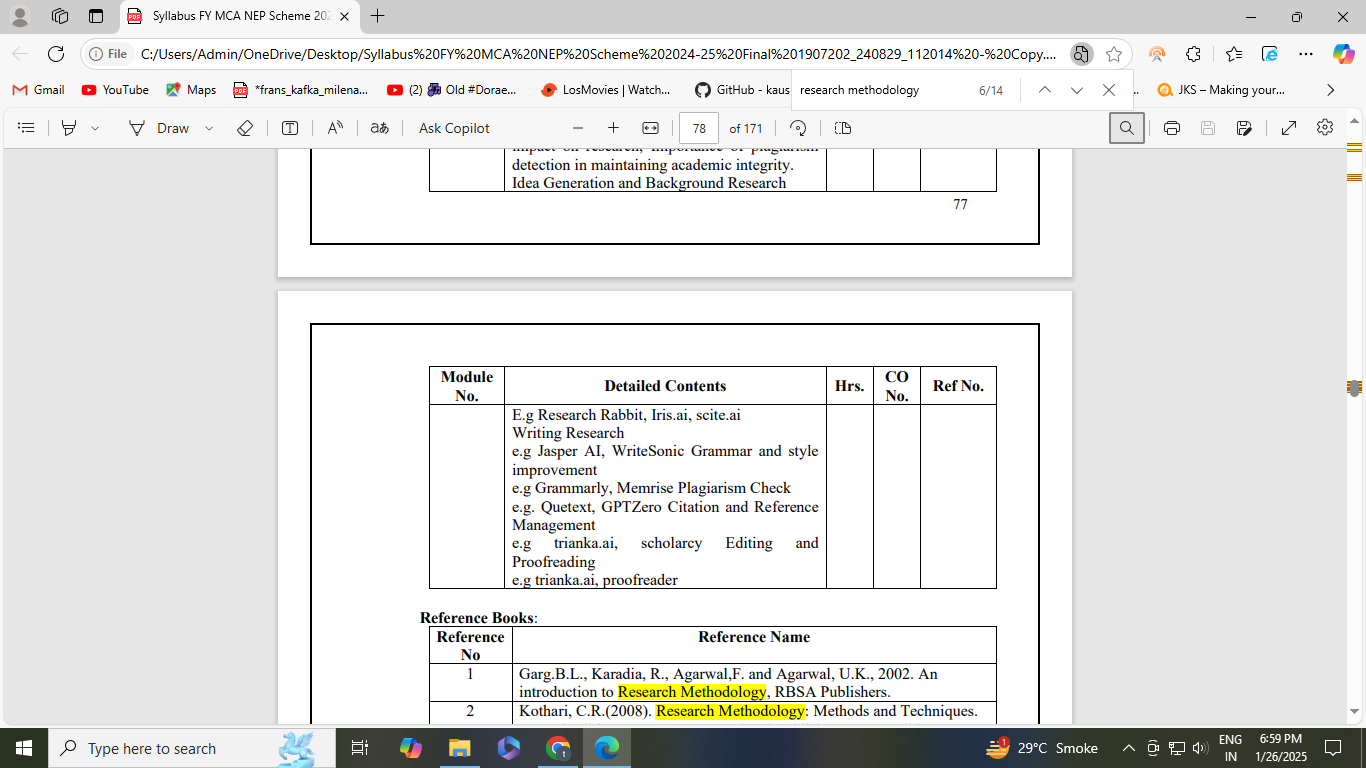 Syllabus FY MCA NEP Scheme 202
File
C:/Users/Admin/OneDrive/Desktop/Syllabus%20FY%20MCA%20NEP%20Scheme%202024-25%20Final%201907202_240829_112014%20-%20Copy....
Gmail
YouTube
Maps
*frans_kafka_milena...
(2) Old #Dorae...
LosMovies | Watch...
GitHub - kaus
research methodology
6/14
JKS – Making your...
Draw
Ask Copilot
78
of 171
impact on research, importance of plagiarism
detection in maintaining academic integrity.
Idea Generation and Background Research
77
Module No.
Detailed Contents
Hrs.
CO No.
Ref No.
E.g Research Rabbit, Iris.ai, scite.ai
Writing Research
e.g Jasper AI, WriteSonic Grammar and style
improvement
e.g Grammarly, Memrise Plagiarism Check
e.g. Quetext, GPTZero Citation and Reference
Management
e.g trianka.ai, scholarcy Editing and
Proofreading
e.g trianka.ai, proofreader
Reference Books:
Reference No
Reference Name
1
Garg.B.L., Karadia, R., Agarwal,F. and Agarwal, U.K., 2002. An
introduction to Research Methodology, RBSA Publishers.
2
Kothari, C.R.(2008). Research Methodology: Methods and Techniques.
Type here to search
1
29°C Smoke
ENG
IN
6:59 PM
1/26/2025